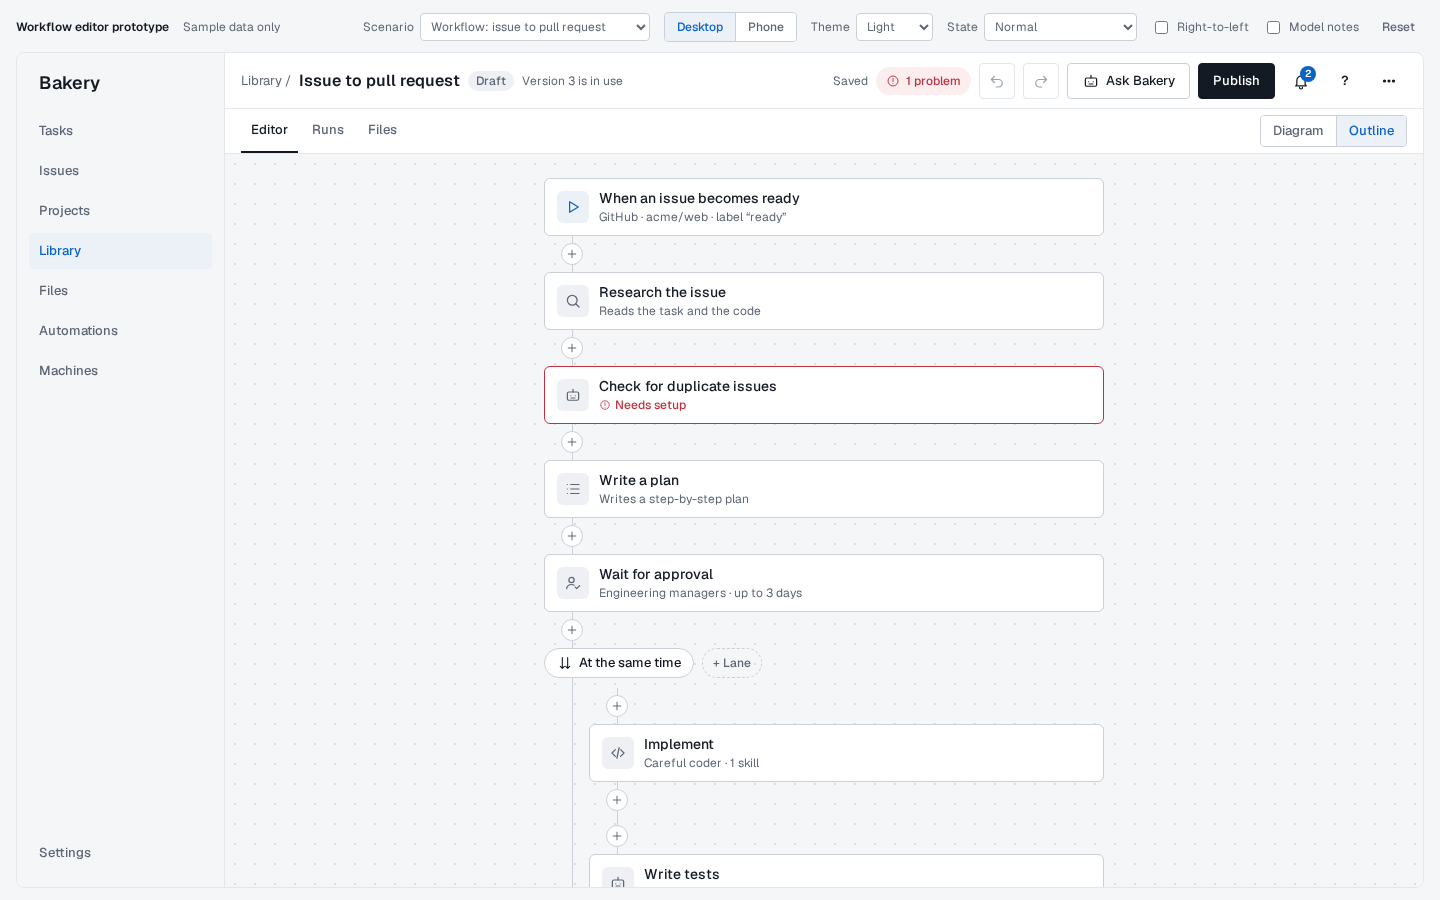 Workflow editor prototype Sample data only Scenario Workflow: issue to pull request Desktop Phone Theme Light State Normal Right-to-left Model notes Reset
Bakery
Library / Issue to pull request Draft Version 3 is in use Saved 1 problem Ask Bakery Publish 2 ? •••
Tasks
Issues
Projects
Library
Files
Automations
Machines
Settings
Editor Runs Files Diagram Outline
When an issue becomes ready
GitHub · acme/web · label “ready”
Research the issue
Reads the task and the code
Check for duplicate issues
Needs setup
Write a plan
Writes a step-by-step plan
Wait for approval
Engineering managers · up to 3 days
At the same time + Lane
Implement
Careful coder · 1 skill
Write tests